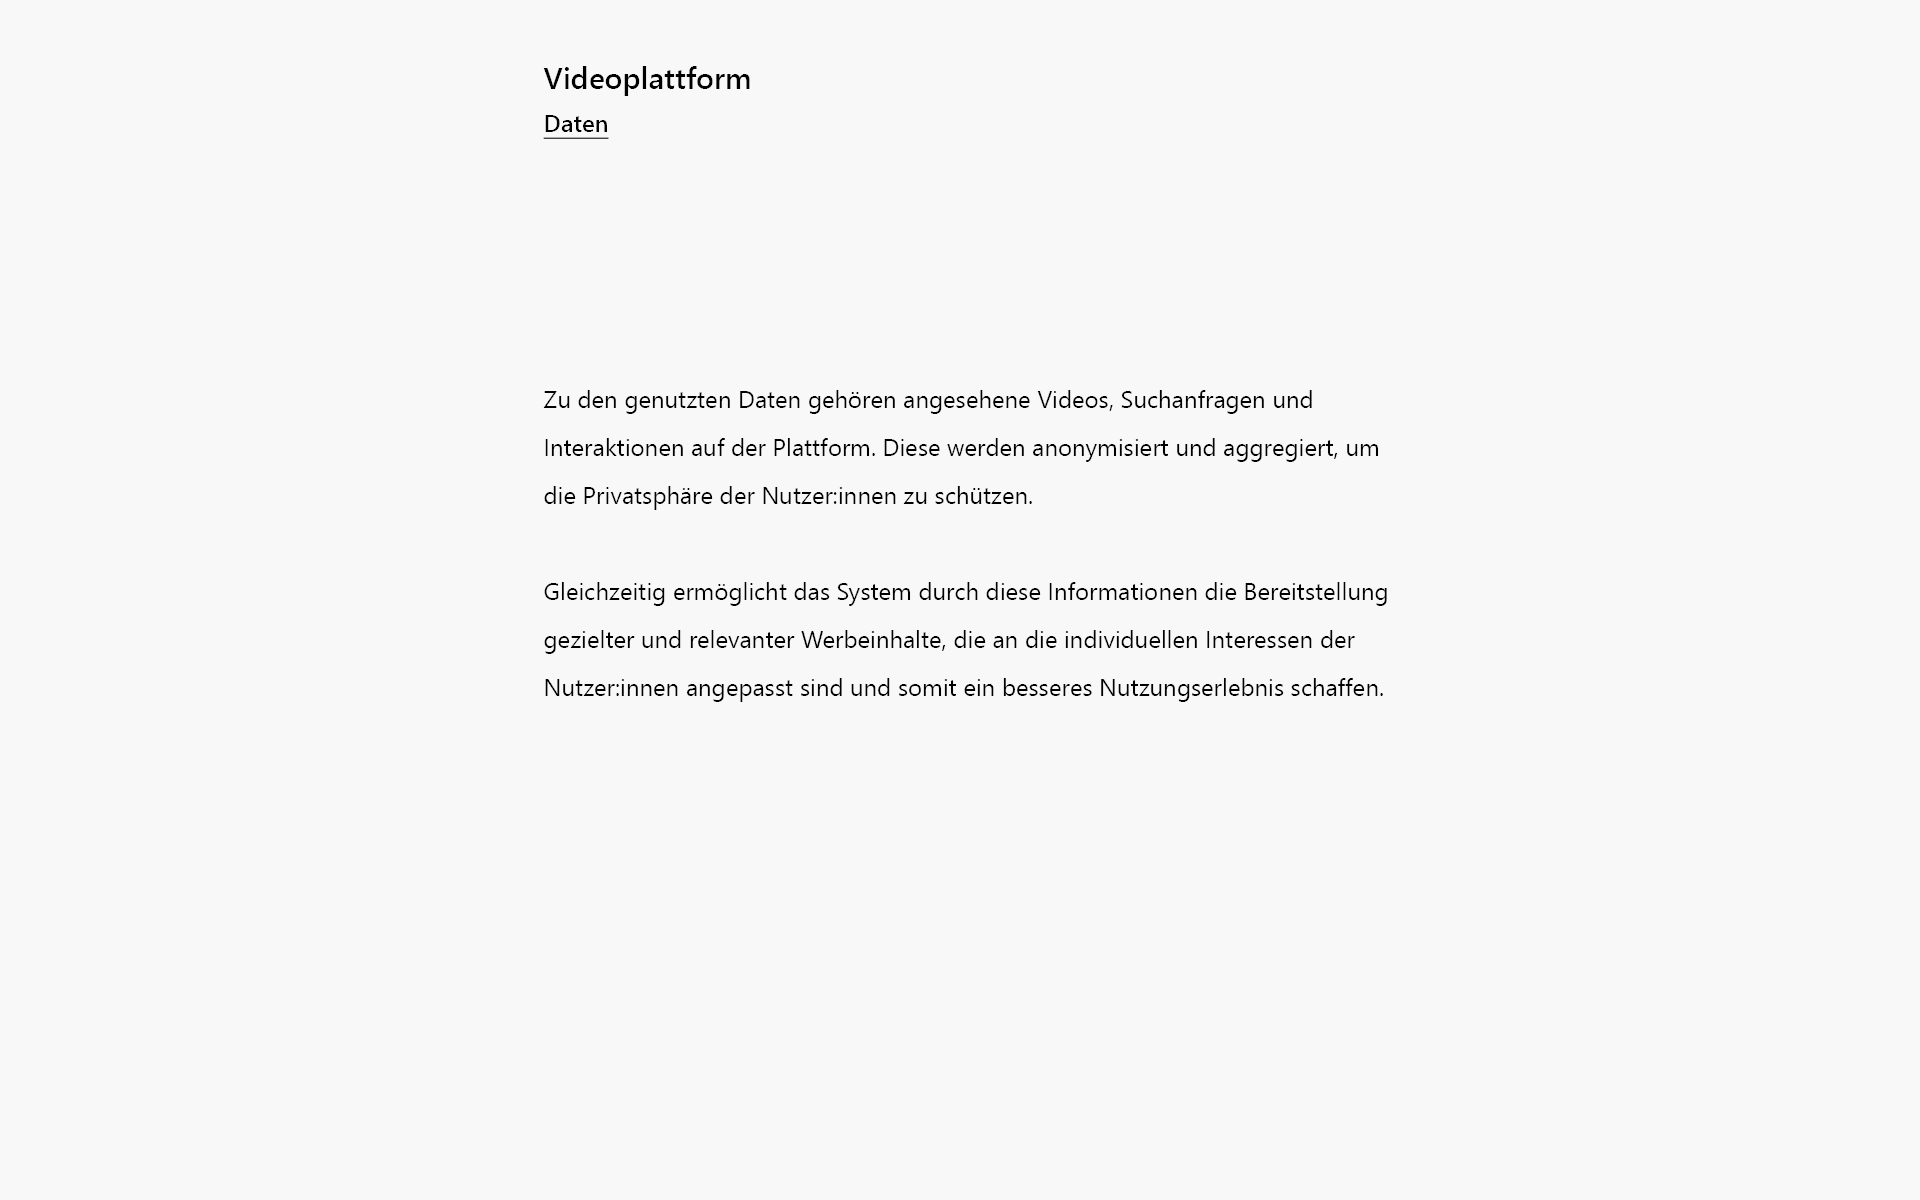 Videoplattform
Daten
Zu den genutzten Daten gehören angesehene Videos, Suchanfragen und
Interaktionen auf der Plattform. Diese werden anonymisiert und aggregiert, um
die Privatsphäre der Nutzer:innen zu schützen.
Gleichzeitig ermöglicht das System durch diese Informationen die Bereitstellung
gezielter und relevanter Werbeinhalte, die an die individuellen Interessen der
Nutzer:innen angepasst sind und somit ein besseres Nutzungserlebnis schaffen.